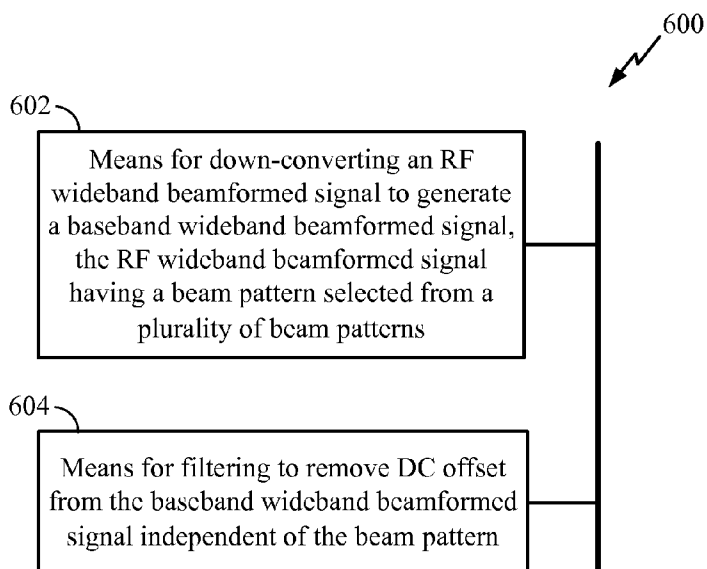 600
602
Means for down-converting an RF
wideband beamformed signal to generate
a baseband wideband beamformed signal,
the RF wideband beamformed signal
having a beam pattern selected from a
plurality of beam patterns
604
Means for filtering to remove DC offset
from the baseband wideband beamformed
signal independent of the beam pattern